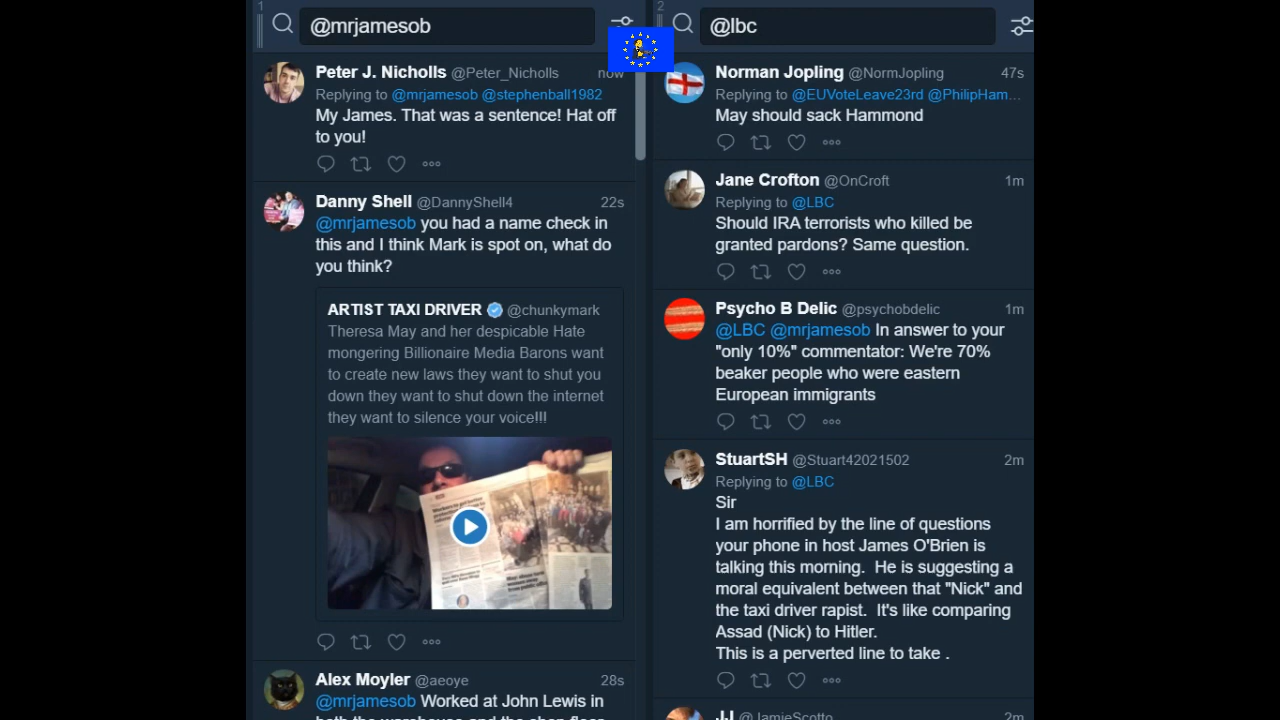 1
@mrjamesob
Peter J. Nicholls @Peter_Nicholls now
Replying to @mrjamesob @stephenball1982
My James. That was a sentence! Hat off
to you!
Danny Shell @DannyShell4 22s
@mrjamesob you had a name check in
this and I think Mark is spot on, what do
you think?
ARTIST TAXI DRIVER @chunkymark
Theresa May and her despicable Hate
mongering Billionaire Media Barons want
to create new laws they want to shut you
down they want to shut down the internet
they want to silence your voice!!!
Alex Moyler @aeoye 28s
@mrjamesob Worked at John Lewis in
both the warehouse and the shop floor
2
@lbc
Norman Jopling @NormJopling 47s
Replying to @EUVoteLeave23rd @PhilipHam...
May should sack Hammond
Jane Crofton @OnCroft 1m
Replying to @LBC
Should IRA terrorists who killed be
granted pardons? Same question.
Psycho B Delic @psychobdelic 1m
@LBC @mrjamesob In answer to your
"only 10%" commentator: We're 70%
beaker people who were eastern
European immigrants
StuartSH @Stuart42021502 2m
Replying to @LBC
Sir
I am horrified by the line of questions
your phone in host James O'Brien is
talking this morning.  He is suggesting a
moral equivalent between that "Nick" and
the taxi driver rapist.  It's like comparing
Assad (Nick) to Hitler.
This is a perverted line to take .
@JamieScotto 2m